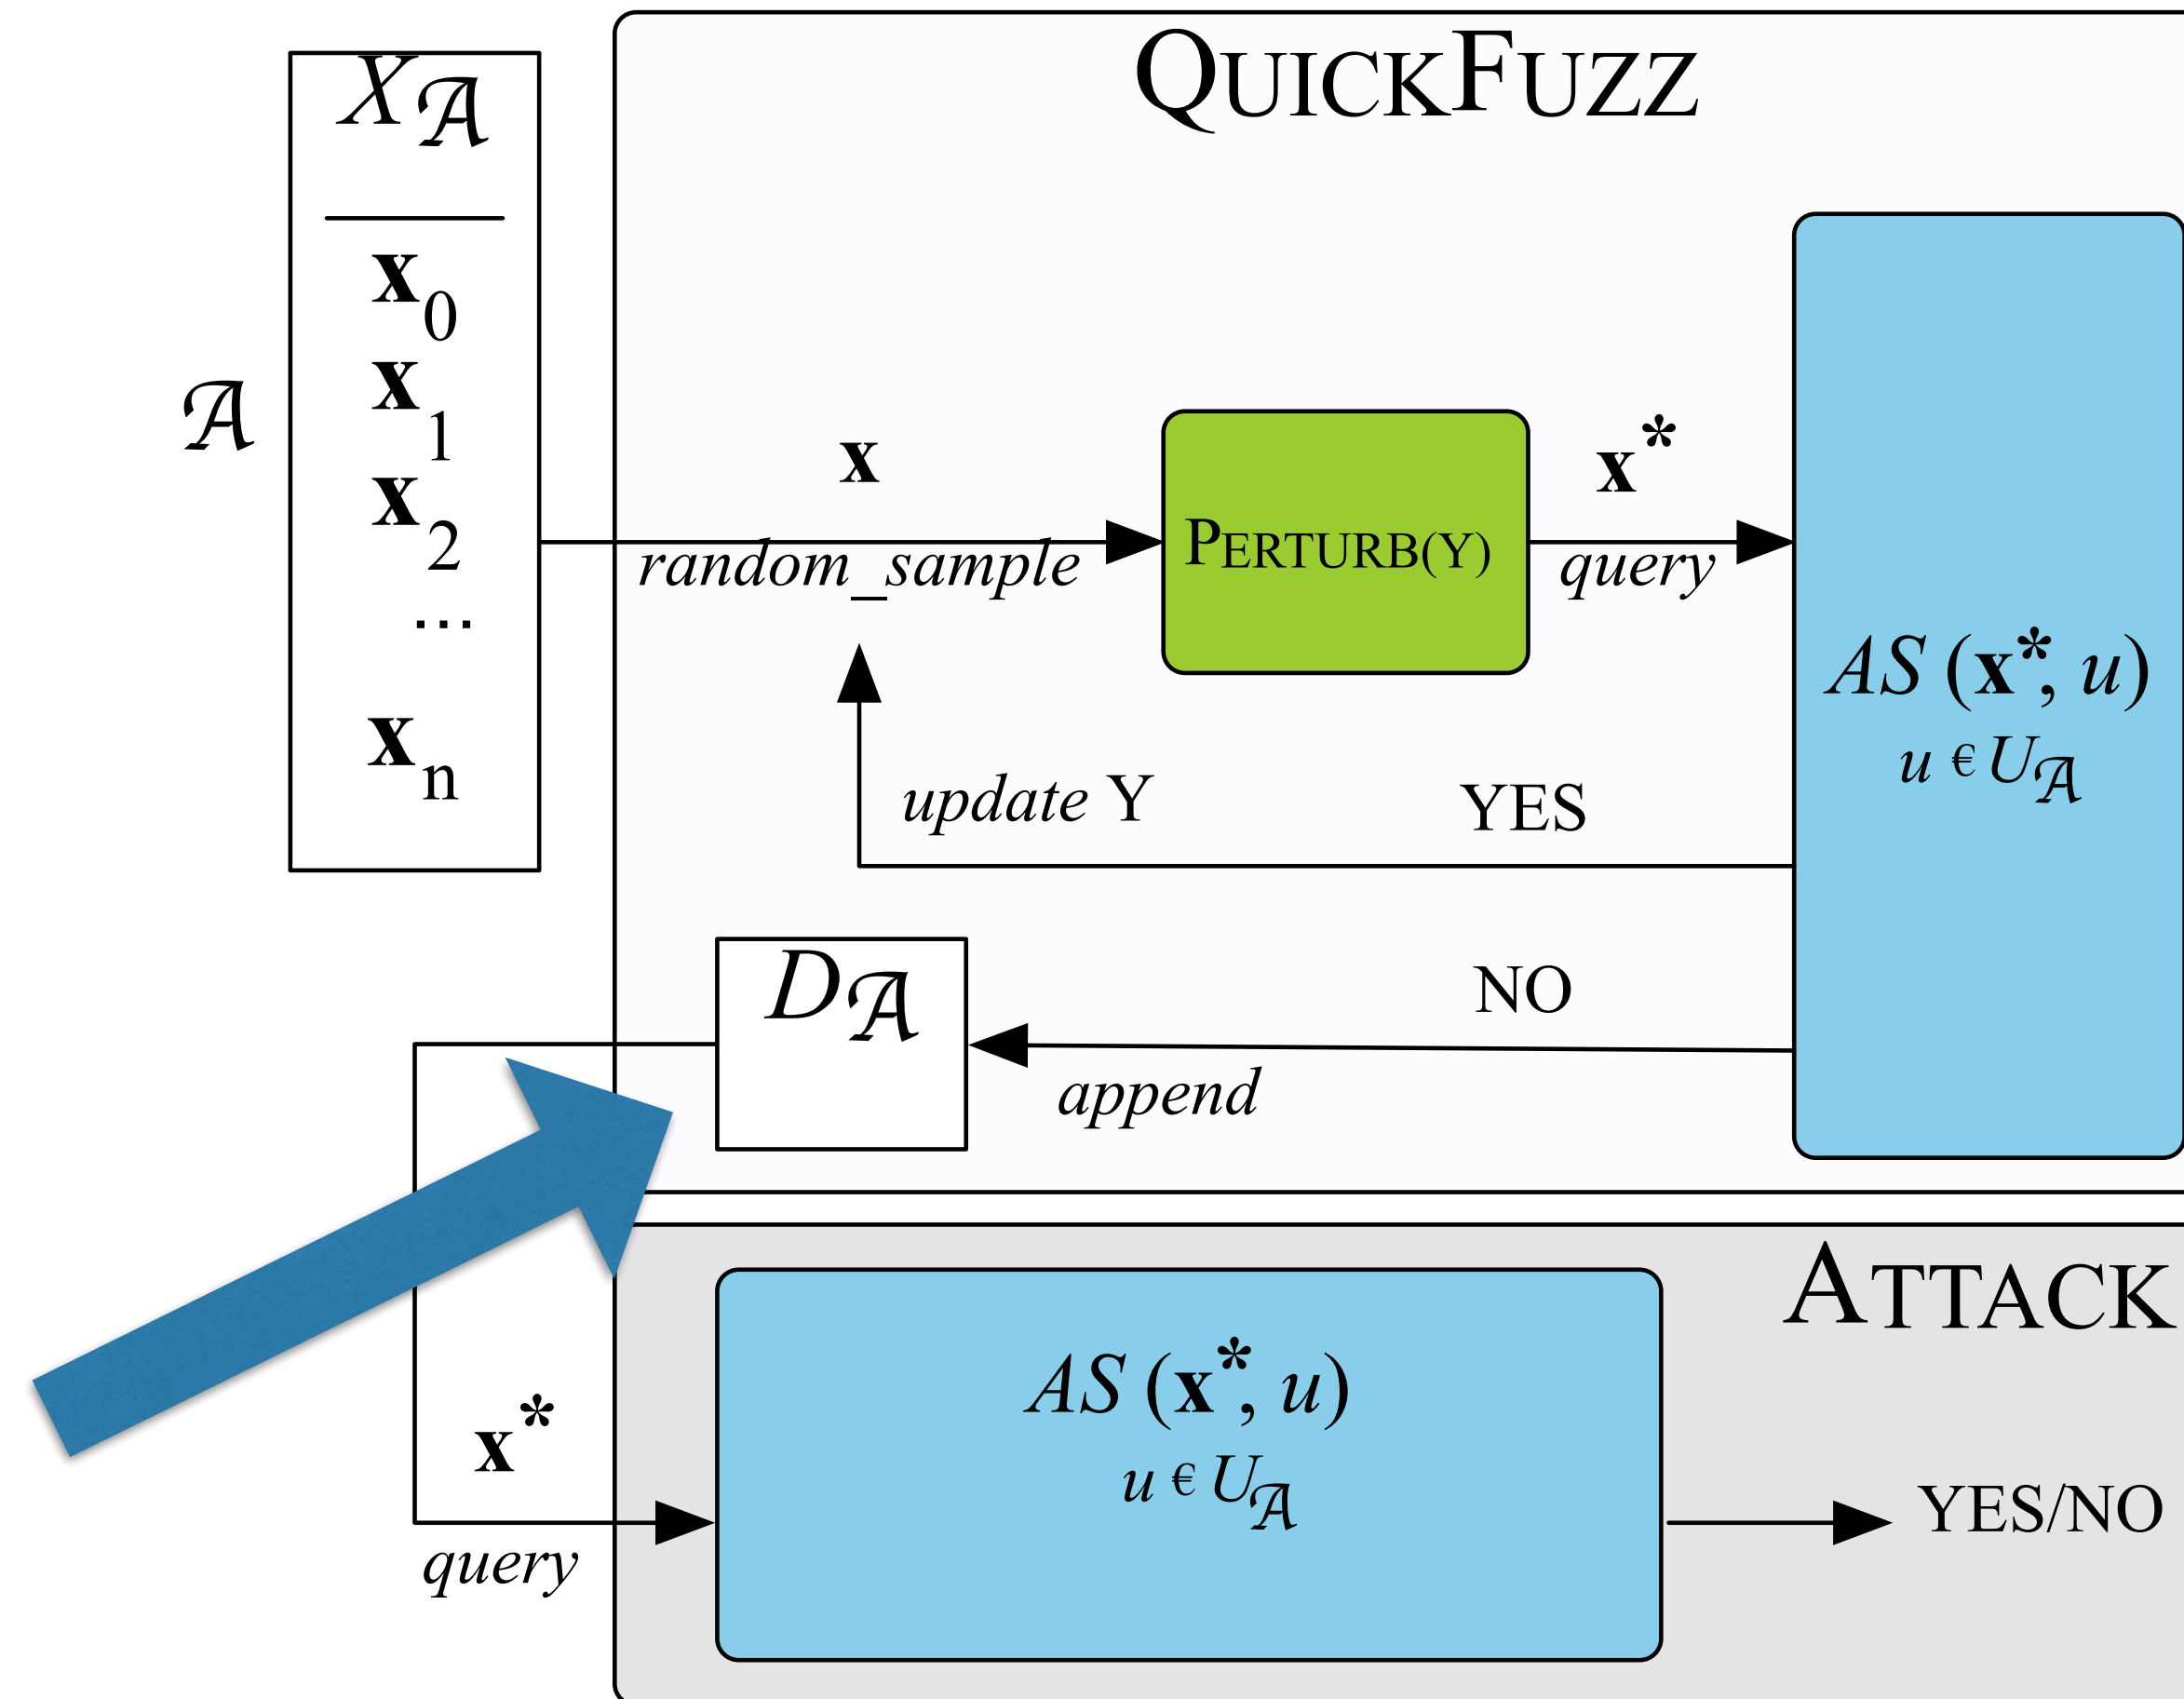 QUICKFUZZ
X𝒜
x0
x1
x2
...
xn
𝒜
x
random_sample
PERTURB(Y)
x*
query
AS (x*, u)
u € U𝒜
update Y
YES
NO
D𝒜
append
ATTACK
AS (x*, u)
u € U𝒜
x*
query
YES/NO